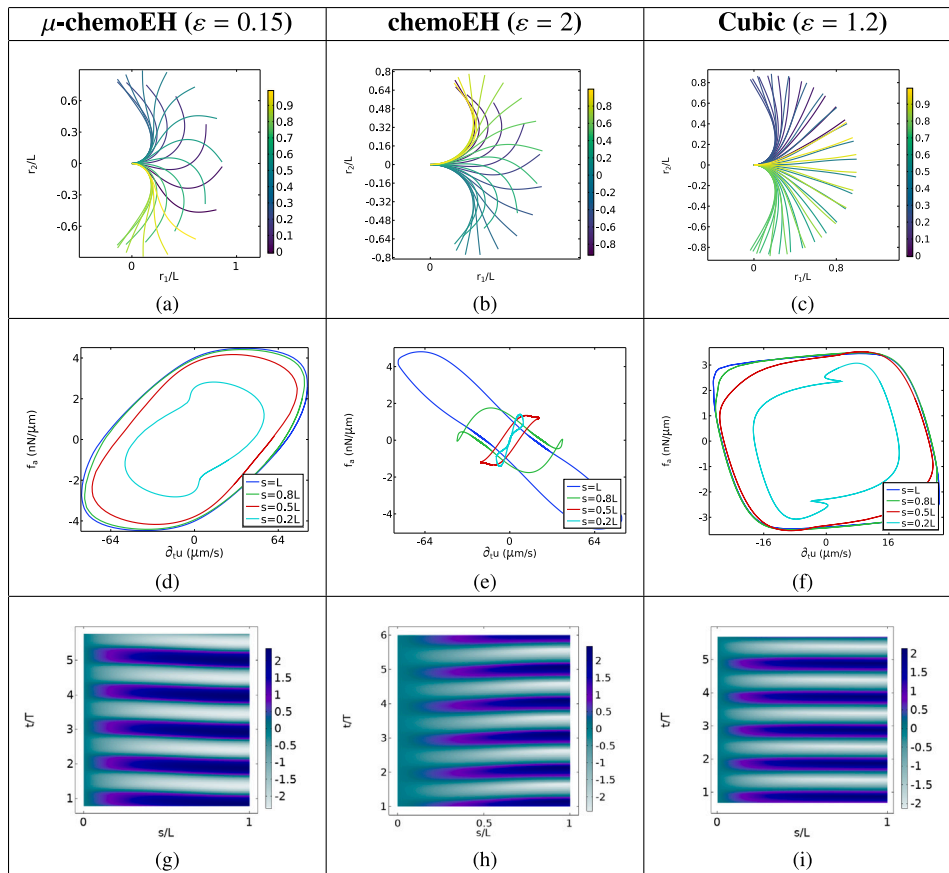 μ-chemoEH (ε = 0.15) chemoEH (ε = 2) Cubic (ε = 1.2)
0.6
0.3
0
-0.3
-0.6
r₂/L
0 1
r₁/L
0.9
0.8
0.7
0.6
0.5
0.4
0.3
0.2
0.1
0
(a)
0.8
0.64
0.48
0.32
0.16
0
-0.16
-0.32
-0.48
-0.64
-0.8
r₂/L
0
r₁/L
0.8
0.6
0.4
0.2
0
-0.2
-0.4
-0.6
-0.8
(b)
0.8
0.6
0.4
0.2
0
-0.2
-0.4
-0.6
-0.8
r₂/L
0 0.8
r₁/L
0.9
0.8
0.7
0.6
0.5
0.4
0.3
0.2
0.1
0
(c)
4
2
0
-2
-4
fₐ (nN/μm)
s=L
s=0.8L
s=0.5L
s=0.2L
-64 0 64
∂ₜu (μm/s)
(d)
4
2
0
-2
-4
fₐ (nN/μm)
s=L
s=0.8L
s=0.5L
s=0.2L
-64 0 64
∂ₜu (μm/s)
(e)
3
2
1
0
-1
-2
-3
fₐ (nN/μm)
s=L
s=0.8L
s=0.5L
s=0.2L
-16 0 16
∂ₜu (μm/s)
(f)
5
4
3
2
1
t/T
0 1
s/L
2
1.5
1
0.5
0
-0.5
-1
-1.5
-2
(g)
6
5
4
3
2
1
t/T
0 0.5 1
s/L
2
1.5
1
0.5
0
-0.5
-1
-1.5
-2
(h)
5
4
3
2
1
t/T
0 1
s/L
2
1.5
1
0.5
0
-0.5
-1
-1.5
-2
(i)